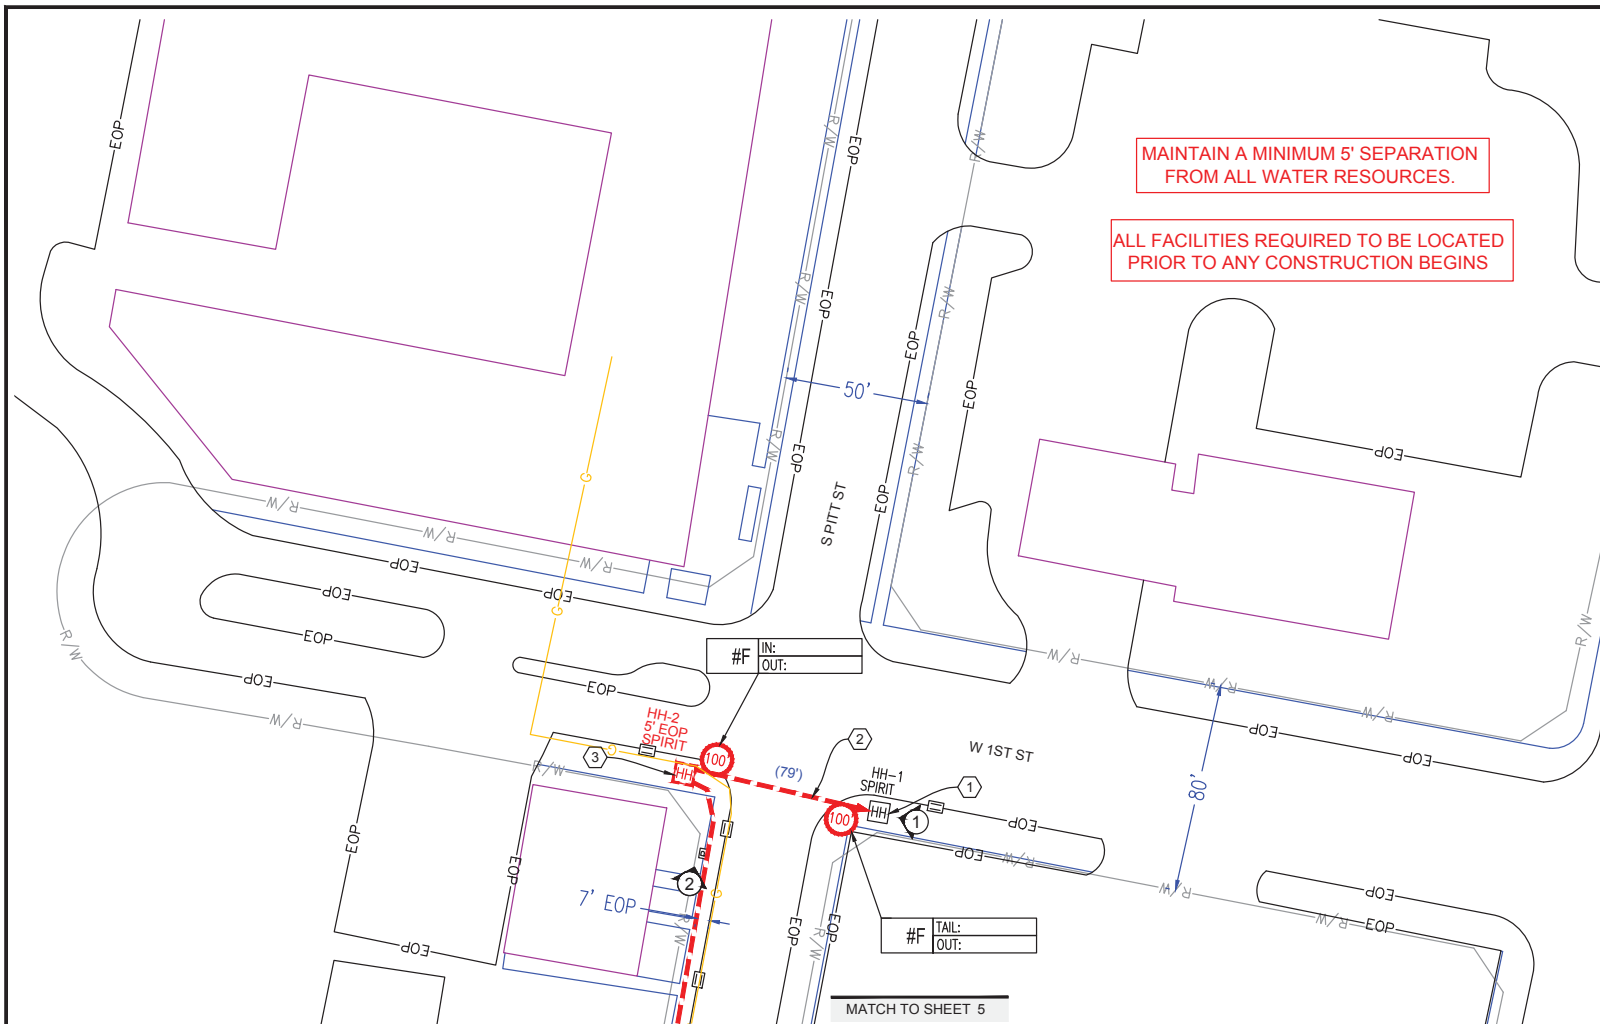 EOP
R/W
EOP
R/W
MAINTAIN A MINIMUM 5' SEPARATION
FROM ALL WATER RESOURCES.
ALL FACILITIES REQUIRED TO BE LOCATED
PRIOR TO ANY CONSTRUCTION BEGINS
R/W
EOP
R/W
EOP
50'
EOP
R/W
EOP
R/W
EOP
EOP
G
S PITT ST
EOP
R/W
R/W
R/W
EOP
EOP
EOP
G
EOP
R/W
R/W
#F
IN:
OUT:
R/W
R/W
R/W
EOP
EOP
R/W
HH-2
5' EOP
SPIRIT
G
3
100'
HH
R/W
(79')
2
W 1ST ST
HH-1
SPIRIT
1
HH
100'
1
EOP
EOP
R/W
EOP
EOP
80'
R/W
EOP
EOP
2
G
7' EOP
R/W
EOP
EOP
EOP
R/W
EOP
R/W
EOP
EOP
#F
TAIL:
OUT:
MATCH TO SHEET 5